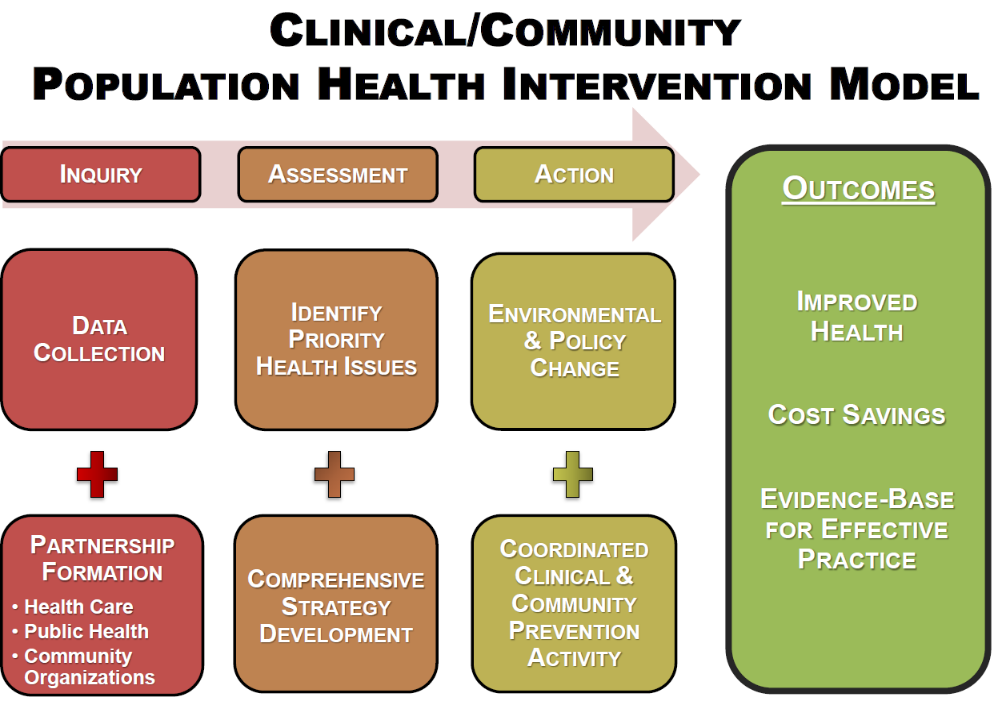 CLINICAL/COMMUNITY
POPULATION HEALTH INTERVENTION MODEL
INQUIRY
ASSESSMENT
ACTION
OUTCOMES
DATA
COLLECTION
IDENTIFY
PRIORITY
HEALTH ISSUES
ENVIRONMENTAL
& POLICY
CHANGE
IMPROVED
HEALTH
COST SAVINGS
EVIDENCE-BASE
FOR EFFECTIVE
PRACTICE
PARTNERSHIP
FORMATION
• Health Care
• Public Health
• Community
Organizations
COMPREHENSIVE
STRATEGY
DEVELOPMENT
COORDINATED
CLINICAL &
COMMUNITY
PREVENTION
ACTIVITY